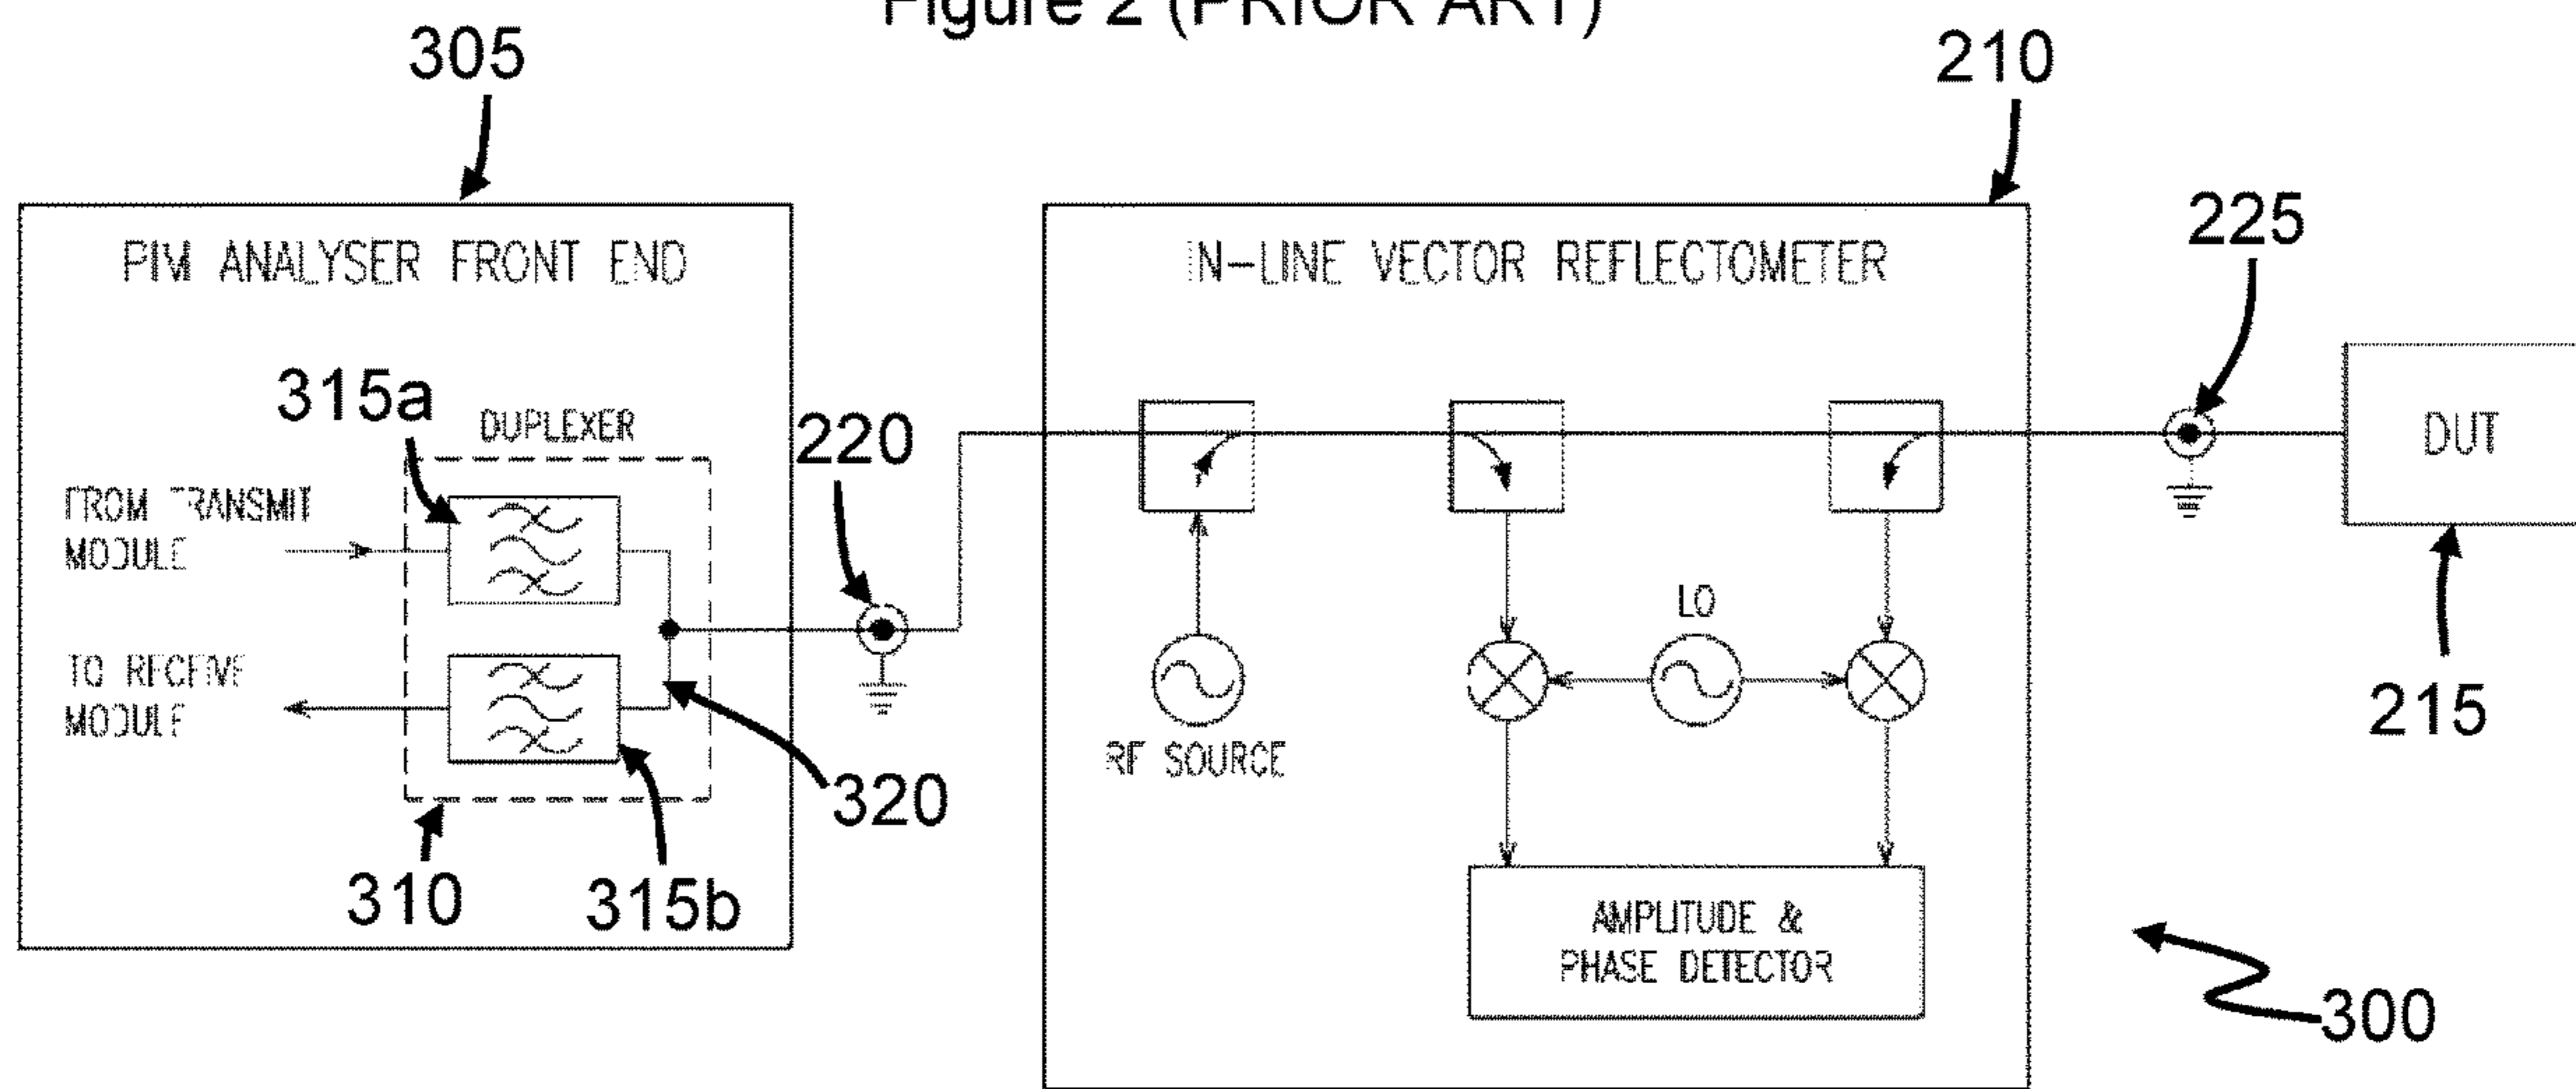 Figure 2 (PRIOR ART)
305
210
225
PIM ANALYSER FRONT END
IN-LINE VECTOR REFLECTOMETER
315a
DUPLEXER
220
DUT
FROM TRANSMIT
MODULE
LO
TO RECEIVE
MODULE
215
RF SOURCE
320
310
315b
AMPLITUDE &
PHASE DETECTOR
300